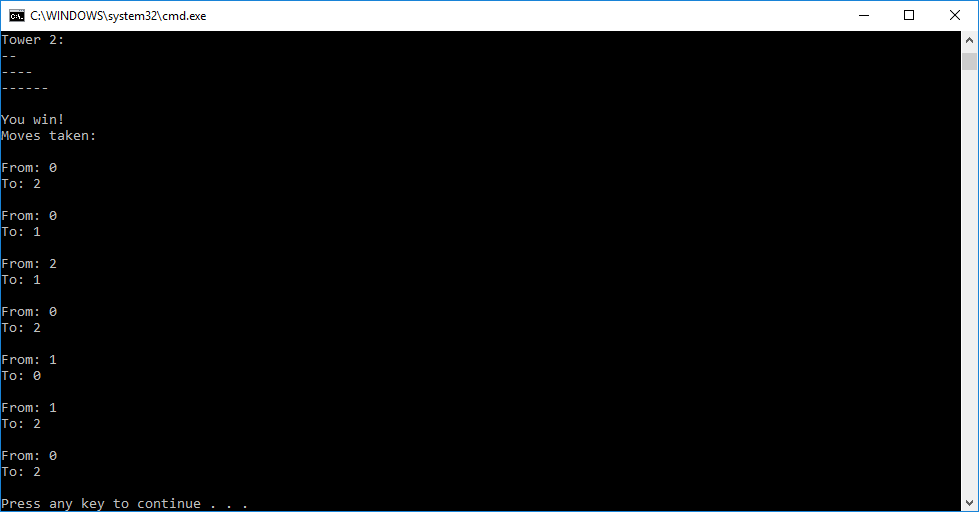 C:\WINDOWS\system32\cmd.exe
Tower 2:
--
----
------
You win!
Moves taken:
From: 0
To: 2
From: 0
To: 1
From: 2
To: 1
From: 0
To: 2
From: 1
To: 0
From: 1
To: 2
From: 0
To: 2
Press any key to continue . . .